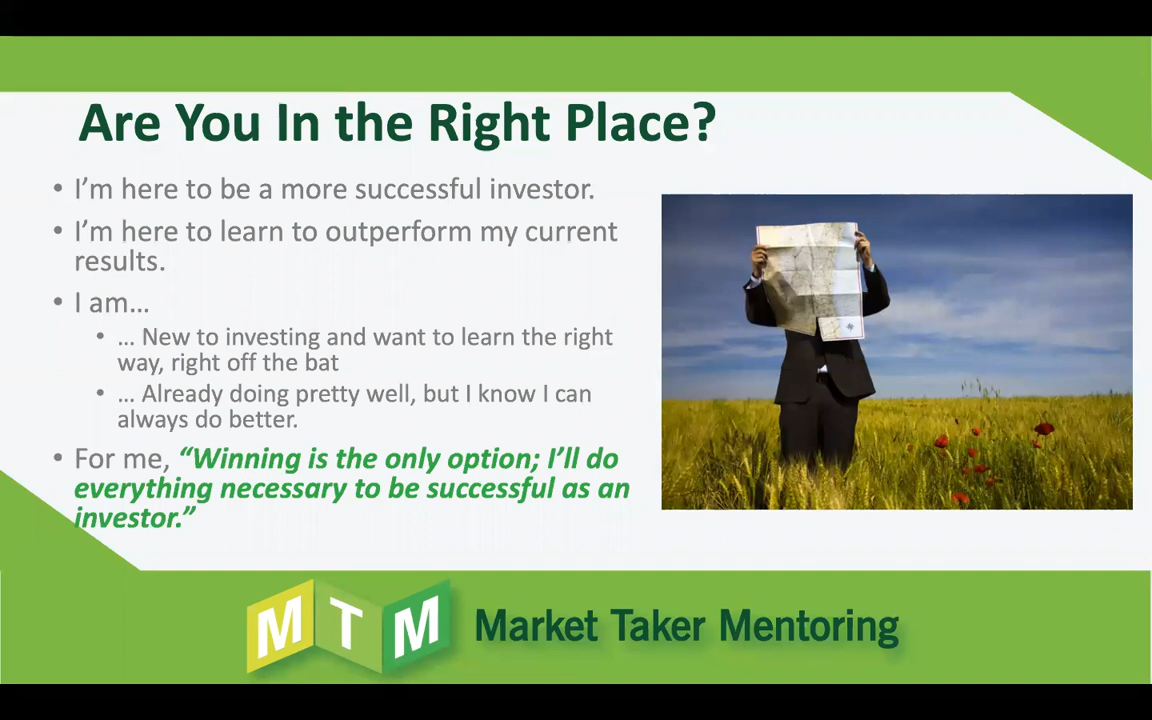 Are You In the Right Place?
• I’m here to be a more successful investor.
• I’m here to learn to outperform my current
results.
• I am…
• … New to investing and want to learn the right
way, right off the bat
• … Already doing pretty well, but I know I can
always do better.
• For me, “Winning is the only option; I’ll do
everything necessary to be successful as an
investor.”
MTM Market Taker Mentoring